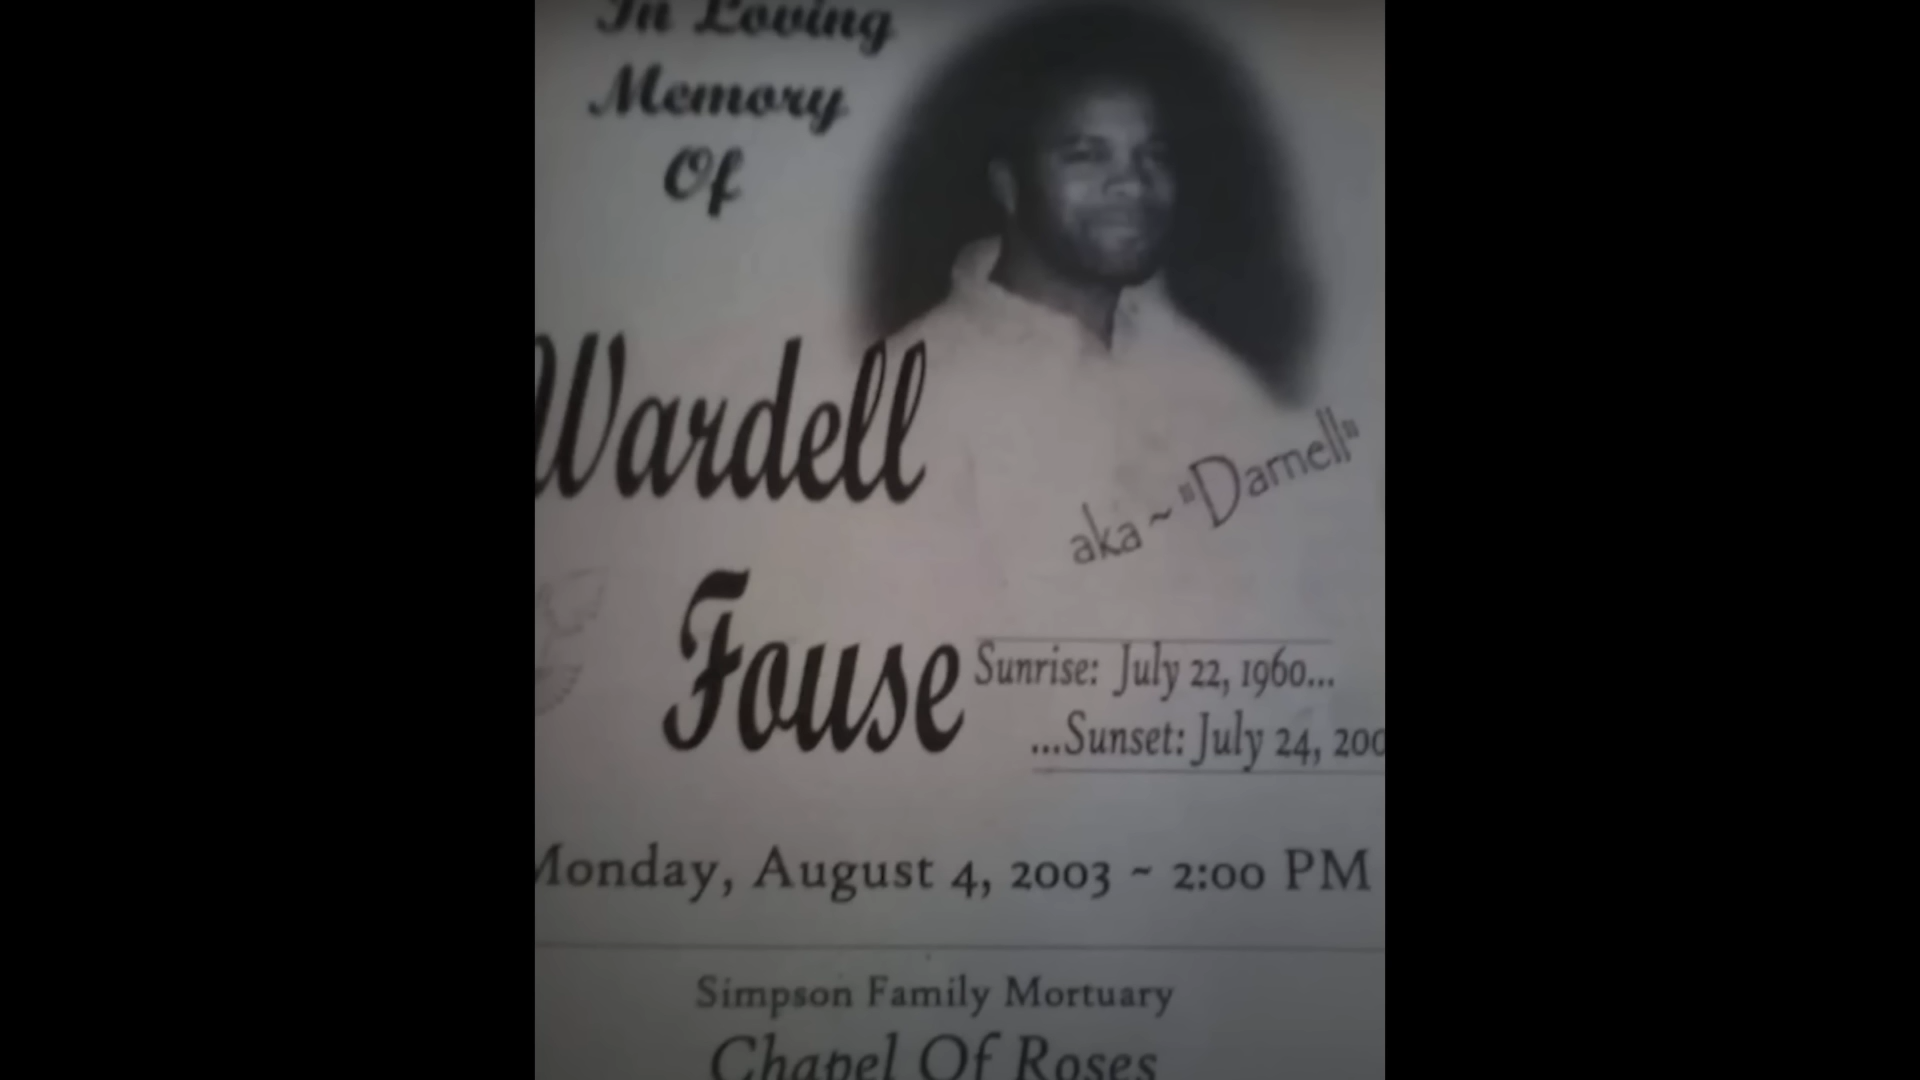 In Loving
Memory
Of
Wardell
aka ~ "Darnell"
Fouse
Sunrise: July 22, 1960...
...Sunset: July 24, 200
Monday, August 4, 2003 ~ 2:00 PM
Simpson Family Mortuary
Chapel Of Roses